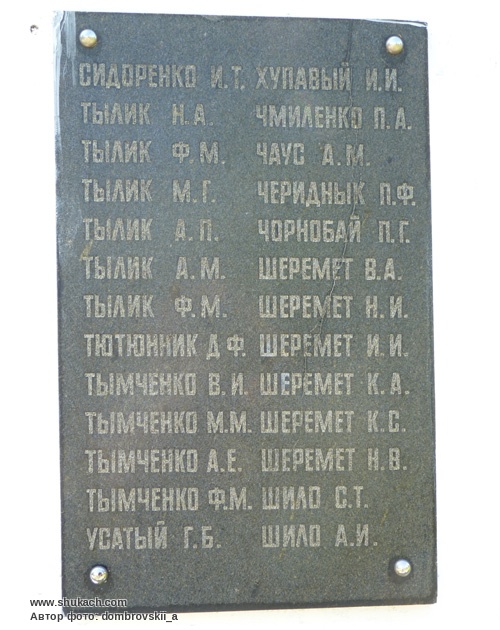 СИДОРЕНКО И.Т. ХУПАВЫЙ И.И.
ТЫЛИК Н.А. ЧМИЛЕНКО П.А.
ТЫЛИК Ф.М. ЧАУС А.М.
ТЫЛИК М.Г. ЧЕРИДНЫК П.Ф.
ТЫЛИК А.П. ЧОРНОБАЙ П.Г.
ТЫЛИК А.М. ШЕРЕМЕТ В.А.
ТЫЛИК Ф.М. ШЕРЕМЕТ Н.И.
ТЮТЮННИК Д.Ф. ШЕРЕМЕТ И.И.
ТЫМЧЕНКО В.И. ШЕРЕМЕТ К.А.
ТЫМЧЕНКО М.М. ШЕРЕМЕТ К.С.
ТЫМЧЕНКО А.Е. ШЕРЕМЕТ Н.В.
ТЫМЧЕНКО Ф.М. ШИЛО С.Т.
УСАТЫЙ Г.Б. ШИЛО А.И.
www.shukach.com
Автор фото: dombrovskii_a